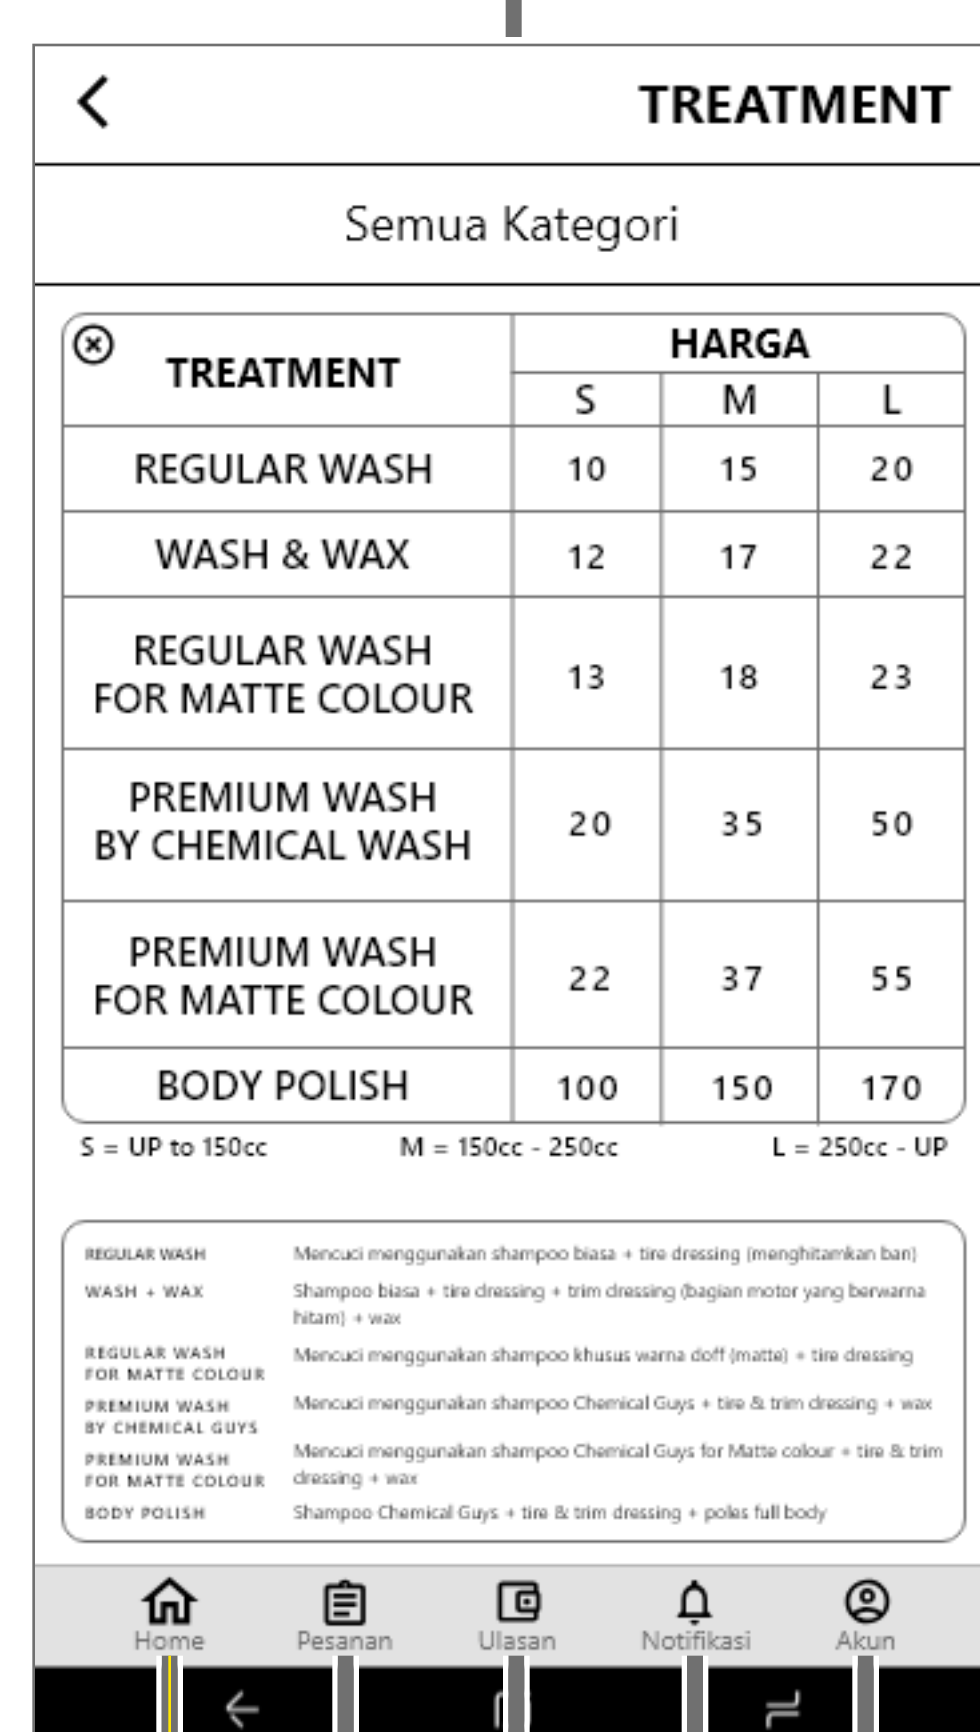 TREATMENT
Semua Kategori
TREATMENT HARGA
S M L
REGULAR WASH 10 15 20
WASH & WAX 12 17 22
REGULAR WASH
FOR MATTE COLOUR 13 18 23
PREMIUM WASH
BY CHEMICAL WASH 20 35 50
PREMIUM WASH
FOR MATTE COLOUR 22 37 55
BODY POLISH 100 150 170
S = UP to 150cc M = 150cc - 250cc L = 250cc - UP
REGULAR WASH Mencuci menggunakan shampoo biasa + tire dressing (menghitamkan ban)
WASH + WAX Shampoo biasa + tire dressing + trim dressing (bagian motor yang berwarna
hitam) + wax
REGULAR WASH
FOR MATTE COLOUR Mencuci menggunakan shampoo khusus warna doff (matte) + tire dressing
PREMIUM WASH
BY CHEMICAL GUYS Mencuci menggunakan shampoo Chemical Guys + tire & trim dressing + wax
PREMIUM WASH Mencuci menggunakan shampoo Chemical Guys for Matte colour + tire & trim
FOR MATTE COLOUR dressing + wax
BODY POLISH Shampoo Chemical Guys + tire & trim dressing + poles full body
Home Pesanan Ulasan Notifikasi Akun